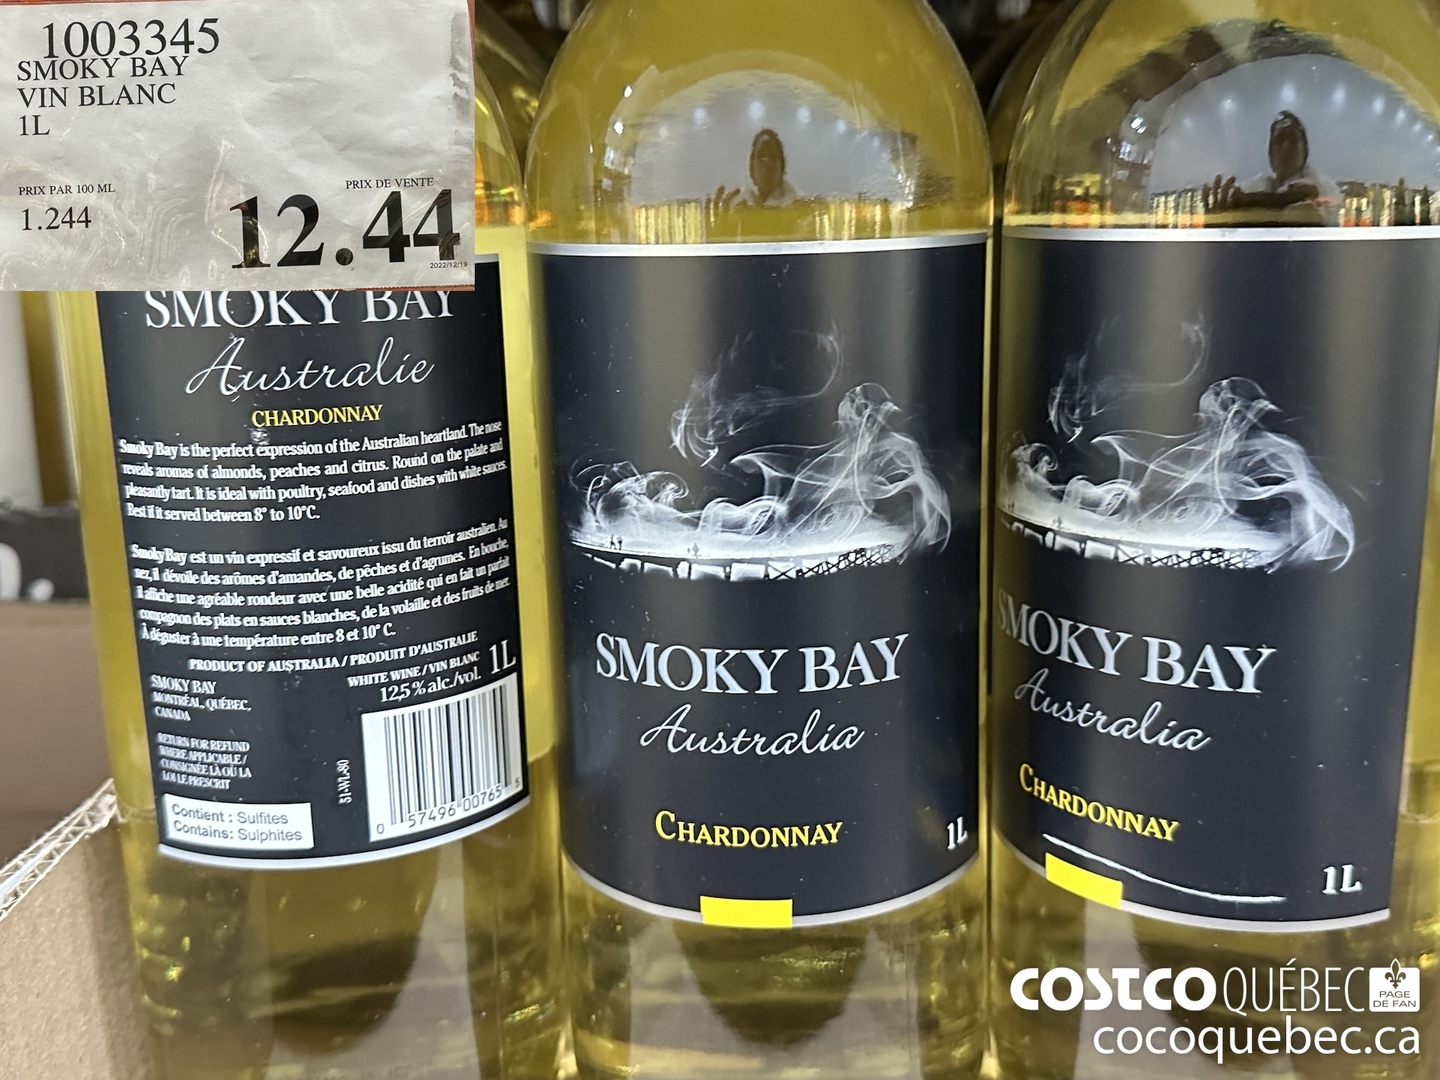 1003345
SMOKY BAY
VIN BLANC
1L
PRIX PAR 100 ML
1.244
PRIX DE VENTE
12.44
2022/12/19
SMOKY BAY
Australie
CHARDONNAY
Smoky Bay is the perfect expression of the Australian heartland. The nose
reveals aromas of almonds, peaches and citrus. Round on the palate and
pleasantly tart. It is ideal with poultry, seafood and dishes with white sauces.
Best if it served between 8° to 10°C.
Smoky Bay est un vin expressif et savoureux issu du terroir australien. Au
nez, il dévoile des arômes d'amandes, de pêches et d'agrumes. En bouche,
il affiche une agréable rondeur avec une belle acidité qui en fait un parfait
compagnon des plats en sauces blanches, de la volaille et des fruits de mer.
À déguster à une température entre 8 et 10° C.
PRODUCT OF AUSTRALIA / PRODUIT D'AUSTRALIE
WHITE WINE / VIN BLANC 1L
12,5 % alc./vol.
SMOKY BAY
MONTRÉAL, QUÉBEC,
CANADA
RETURN FOR REFUND
WHERE APPLICABLE /
CONSIGNÉE LÀ OÙ LA
LOI LE PRESCRIT
51-WL-80
Contient : Sulfites
Contains: Sulphites
0 57496 00765 5
SMOKY BAY
Australia
CHARDONNAY
1L
SMOKY BAY
Australia
CHARDONNAY
1L
COSTCO QUÉBEC PAGE
DE FAN
cocoquebec.ca